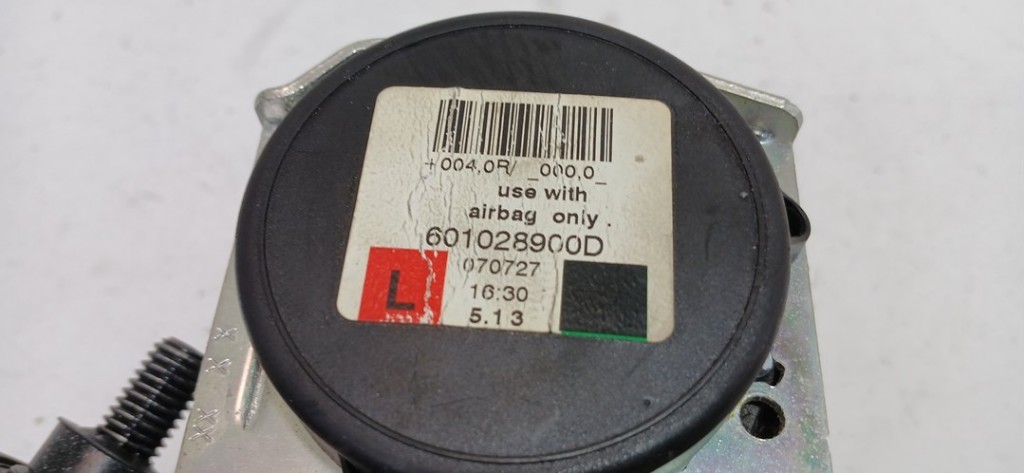 +004,0R/ _000,0_
use with
airbag only.
601028900D
070727
L
16:30
5.13